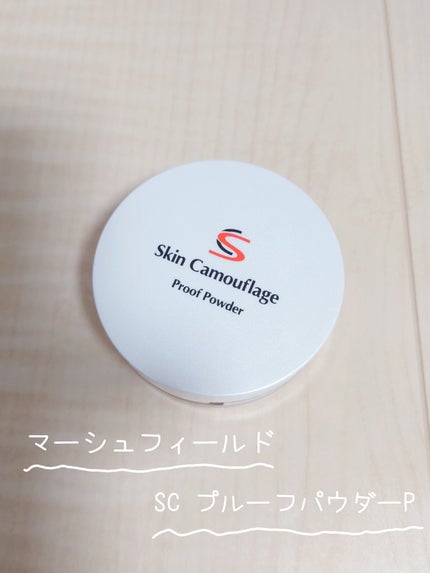 Skin Camouflage
Proof Powder
マーシュフィールド
SC プルーフパウダーP